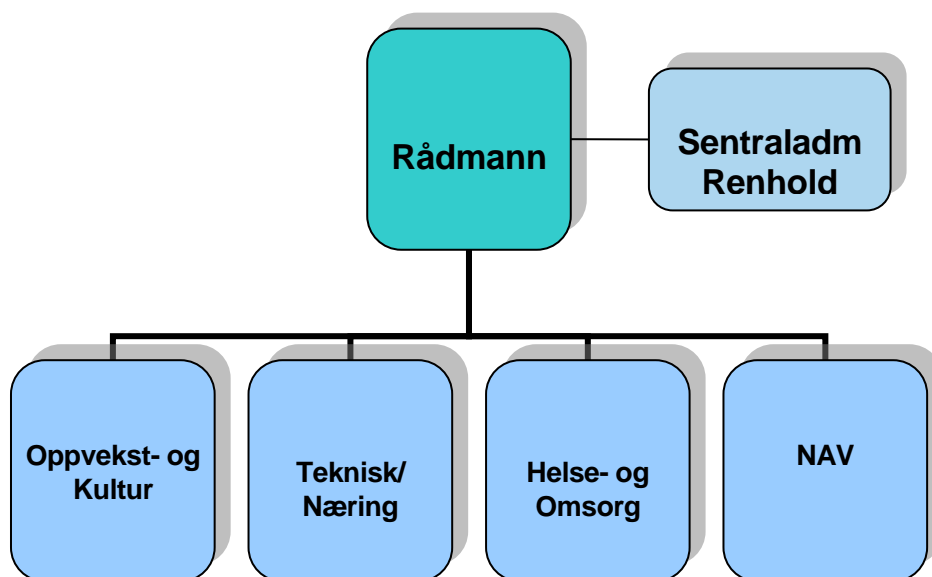 Rådmann
Sentraladm
Renhold
Oppvekst- og
Kultur
Teknisk/
Næring
Helse- og
Omsorg
NAV